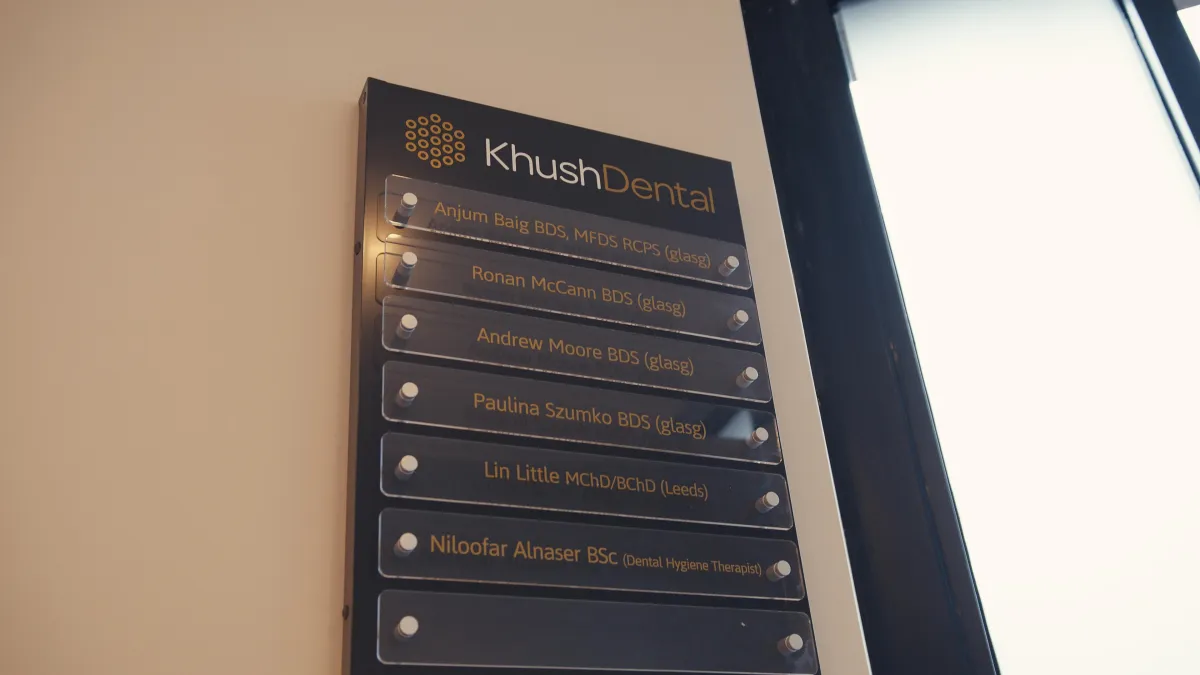 KhushDental
Anjum Baig BDS, MFDS RCPS (glasg)
Ronan McCann BDS (glasg)
Andrew Moore BDS (glasg)
Paulina Szumko BDS (glasg)
Lin Little MChD/BChD (Leeds)
Niloofar Alnaser BSc (Dental Hygiene Therapist)